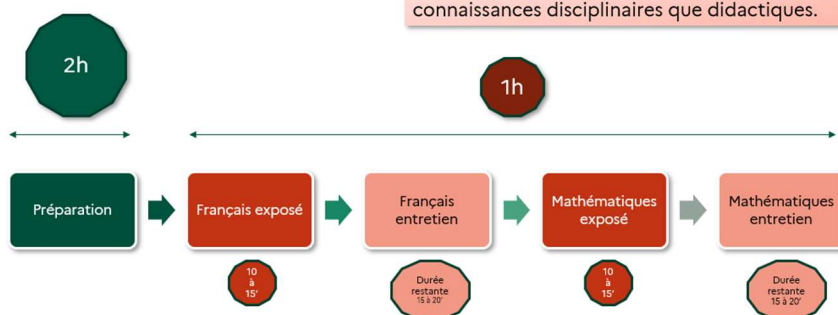 connaissances disciplinaires que didactiques.
2h
1h
Préparation
Français exposé
Français
entretien
Mathématiques
exposé
Mathématiques
entretien
10
à
15'
Durée
restante
15 à 20'
10
à
15'
Durée
restante
15 à 20'